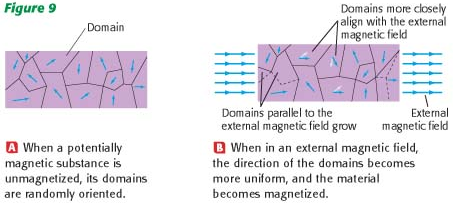 Figure 9
Domain
A When a potentially
magnetic substance is
unmagnetized, its domains
are randomly oriented.
Domains more closely
align with the external
magnetic field
Domains parallel to the
external magnetic field grow
External
magnetic field
B When in an external magnetic field,
the direction of the domains becomes
more uniform, and the material
becomes magnetized.